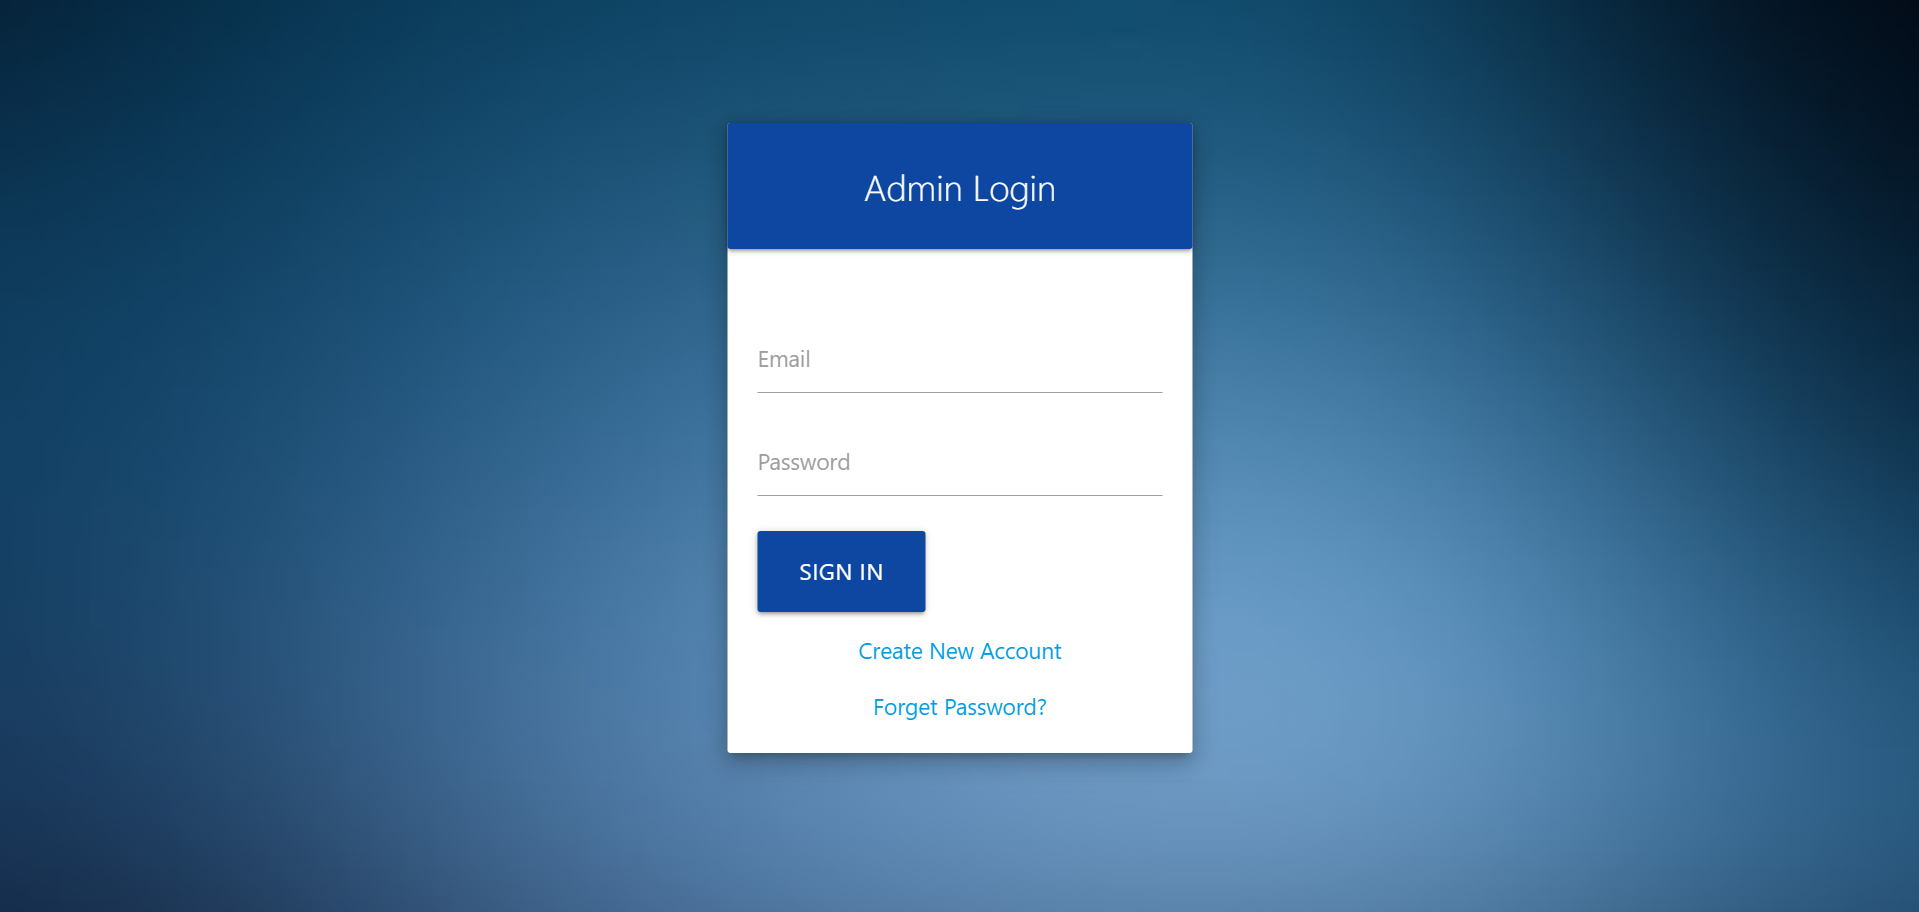 Admin Login
Email
Password
SIGN IN
Create New Account
Forget Password?